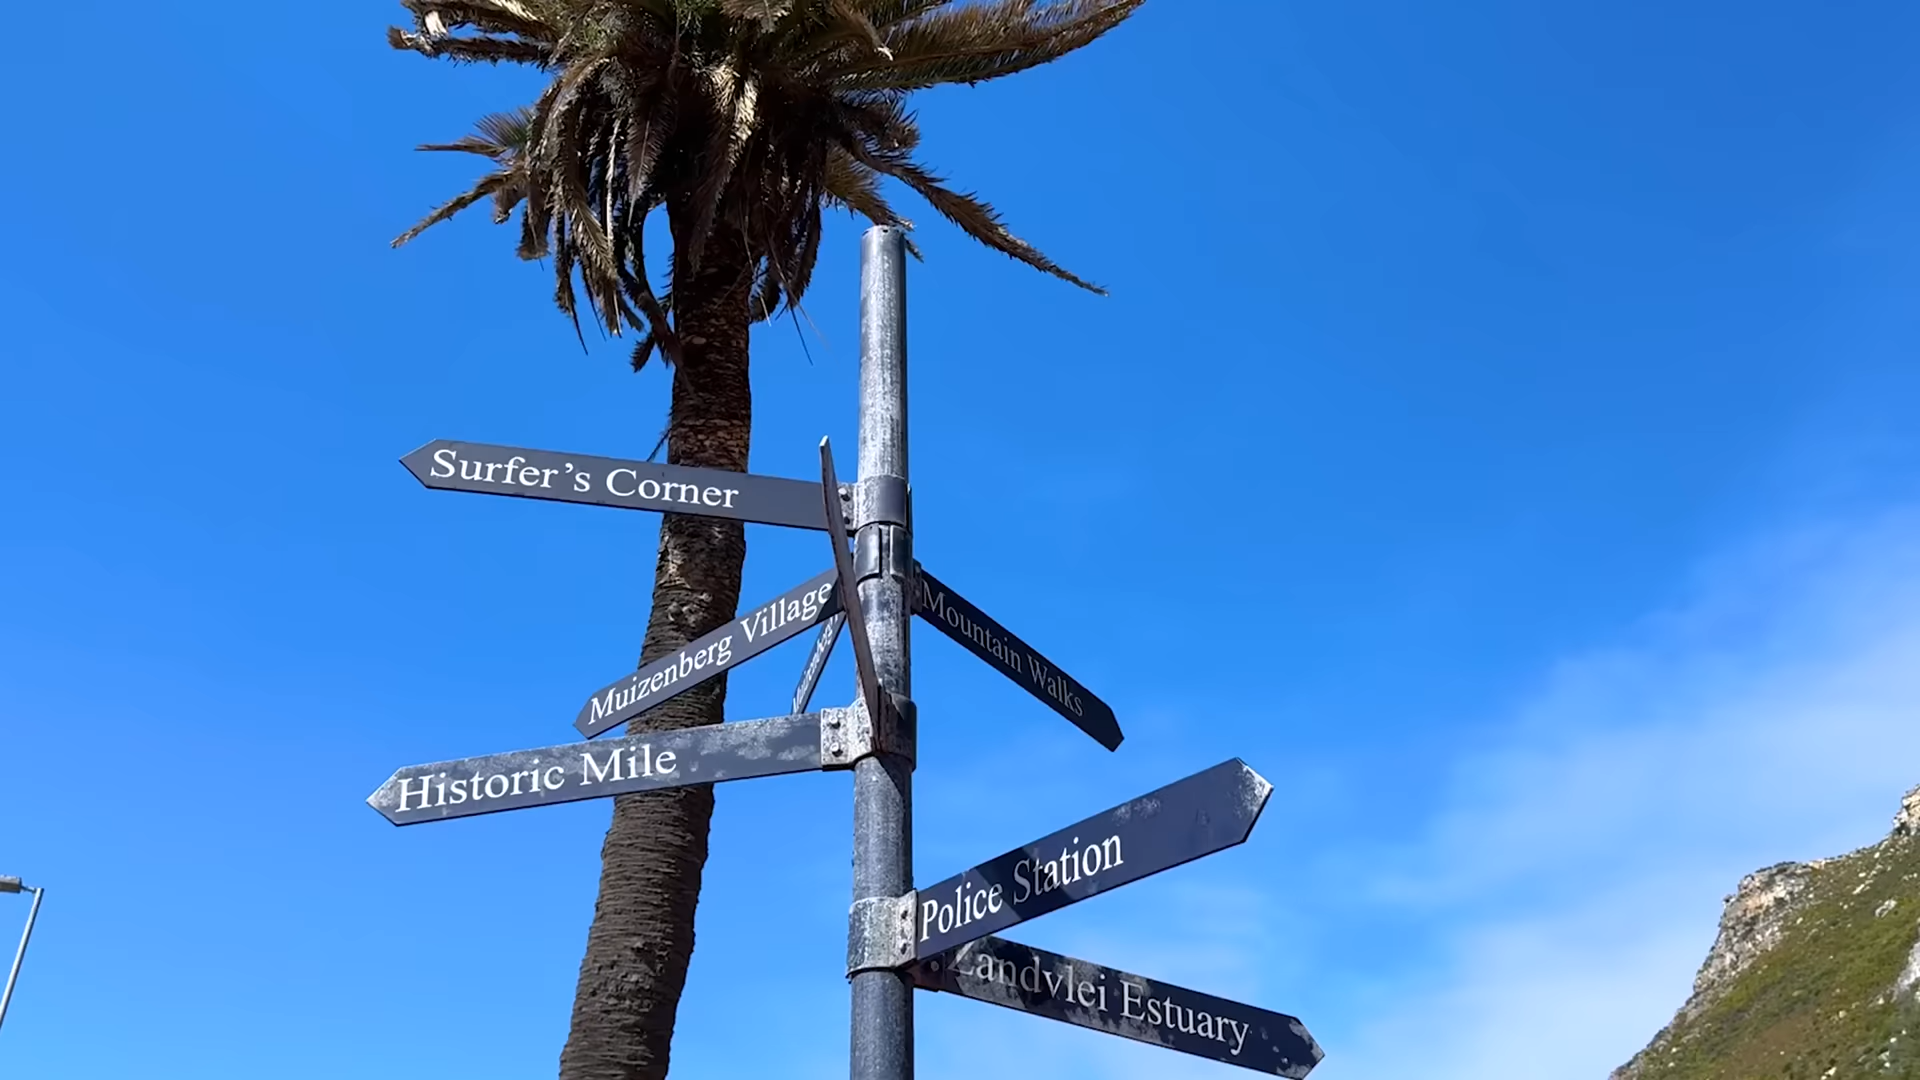 Surfer's Corner
Muizenberg Village
Mountain Walks
Historic Mile
Police Station
Zandvlei Estuary